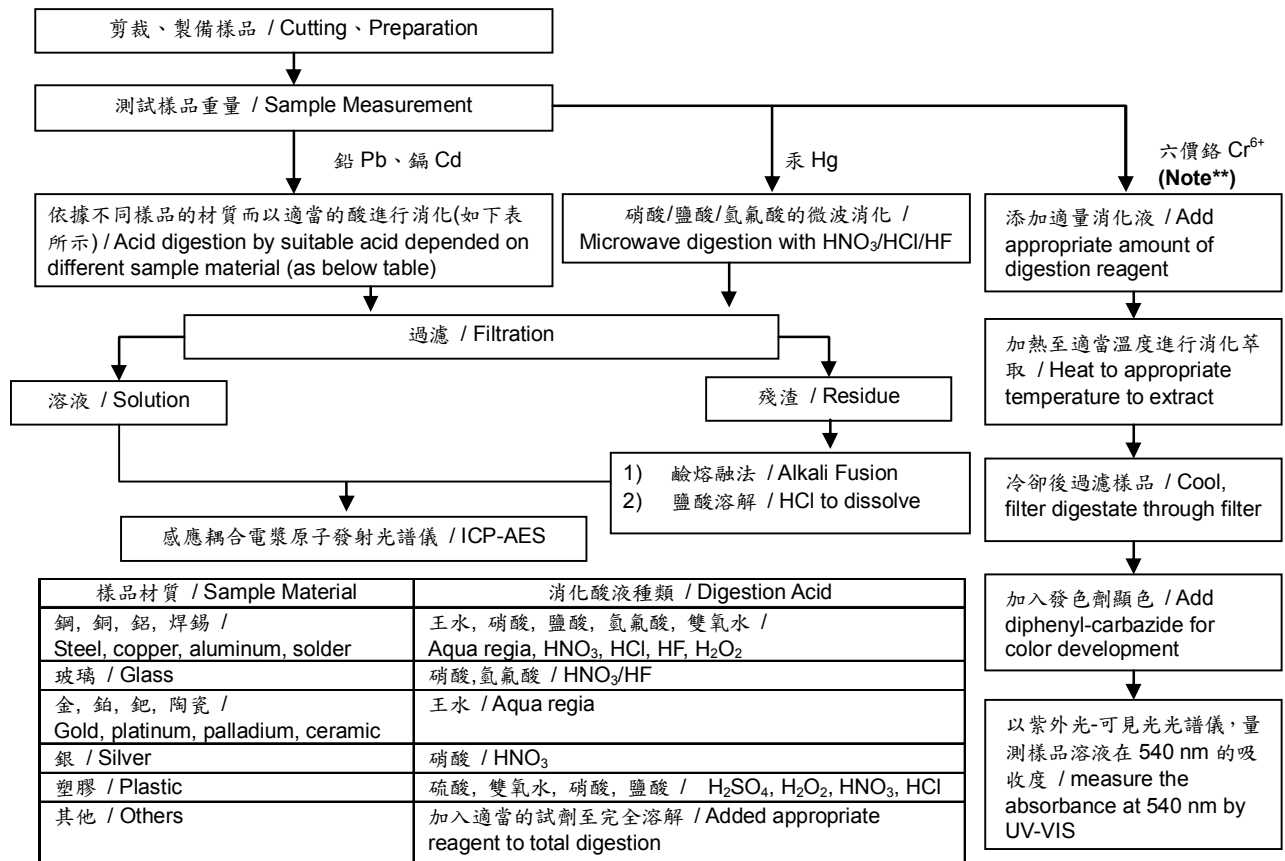 剪裁、製備樣品 / Cutting、Preparation
測試樣品重量 / Sample Measurement
鉛 Pb、鎘 Cd
汞 Hg
六價鉻 Cr⁶⁺
(Note**)
依據不同樣品的材質而以適當的酸進行消化(如下表
所示) / Acid digestion by suitable acid depended on
different sample material (as below table)
硝酸/鹽酸/氫氟酸的微波消化 /
Microwave digestion with HNO₃/HCl/HF
添加適量消化液 / Add
appropriate amount of
digestion reagent
過濾 / Filtration
加熱至適當溫度進行消化萃
取 / Heat to appropriate
temperature to extract
溶液 / Solution
殘渣 / Residue
1) 鹼熔融法 / Alkali Fusion
2) 鹽酸溶解 / HCl to dissolve
冷卻後過濾樣品 / Cool,
filter digestate through filter
感應耦合電漿原子發射光譜儀 / ICP-AES
加入發色劑顯色 / Add
diphenyl-carbazide for
color development
以紫外光-可見光光譜儀，量
測樣品溶液在 540 nm 的吸
收度 / measure the
absorbance at 540 nm by
UV-VIS
樣品材質 / Sample Material
消化酸液種類 / Digestion Acid
鋼, 銅, 鋁, 焊錫 /
Steel, copper, aluminum, solder
王水, 硝酸, 鹽酸, 氫氟酸, 雙氧水 /
Aqua regia, HNO₃, HCl, HF, H₂O₂
玻璃 / Glass
硝酸,氫氟酸 / HNO₃/HF
金, 鉑, 鈀, 陶瓷 /
Gold, platinum, palladium, ceramic
王水 / Aqua regia
銀 / Silver
硝酸 / HNO₃
塑膠 / Plastic
硫酸, 雙氧水, 硝酸, 鹽酸 / H₂SO₄, H₂O₂, HNO₃, HCl
其他 / Others
加入適當的試劑至完全溶解 / Added appropriate
reagent to total digestion